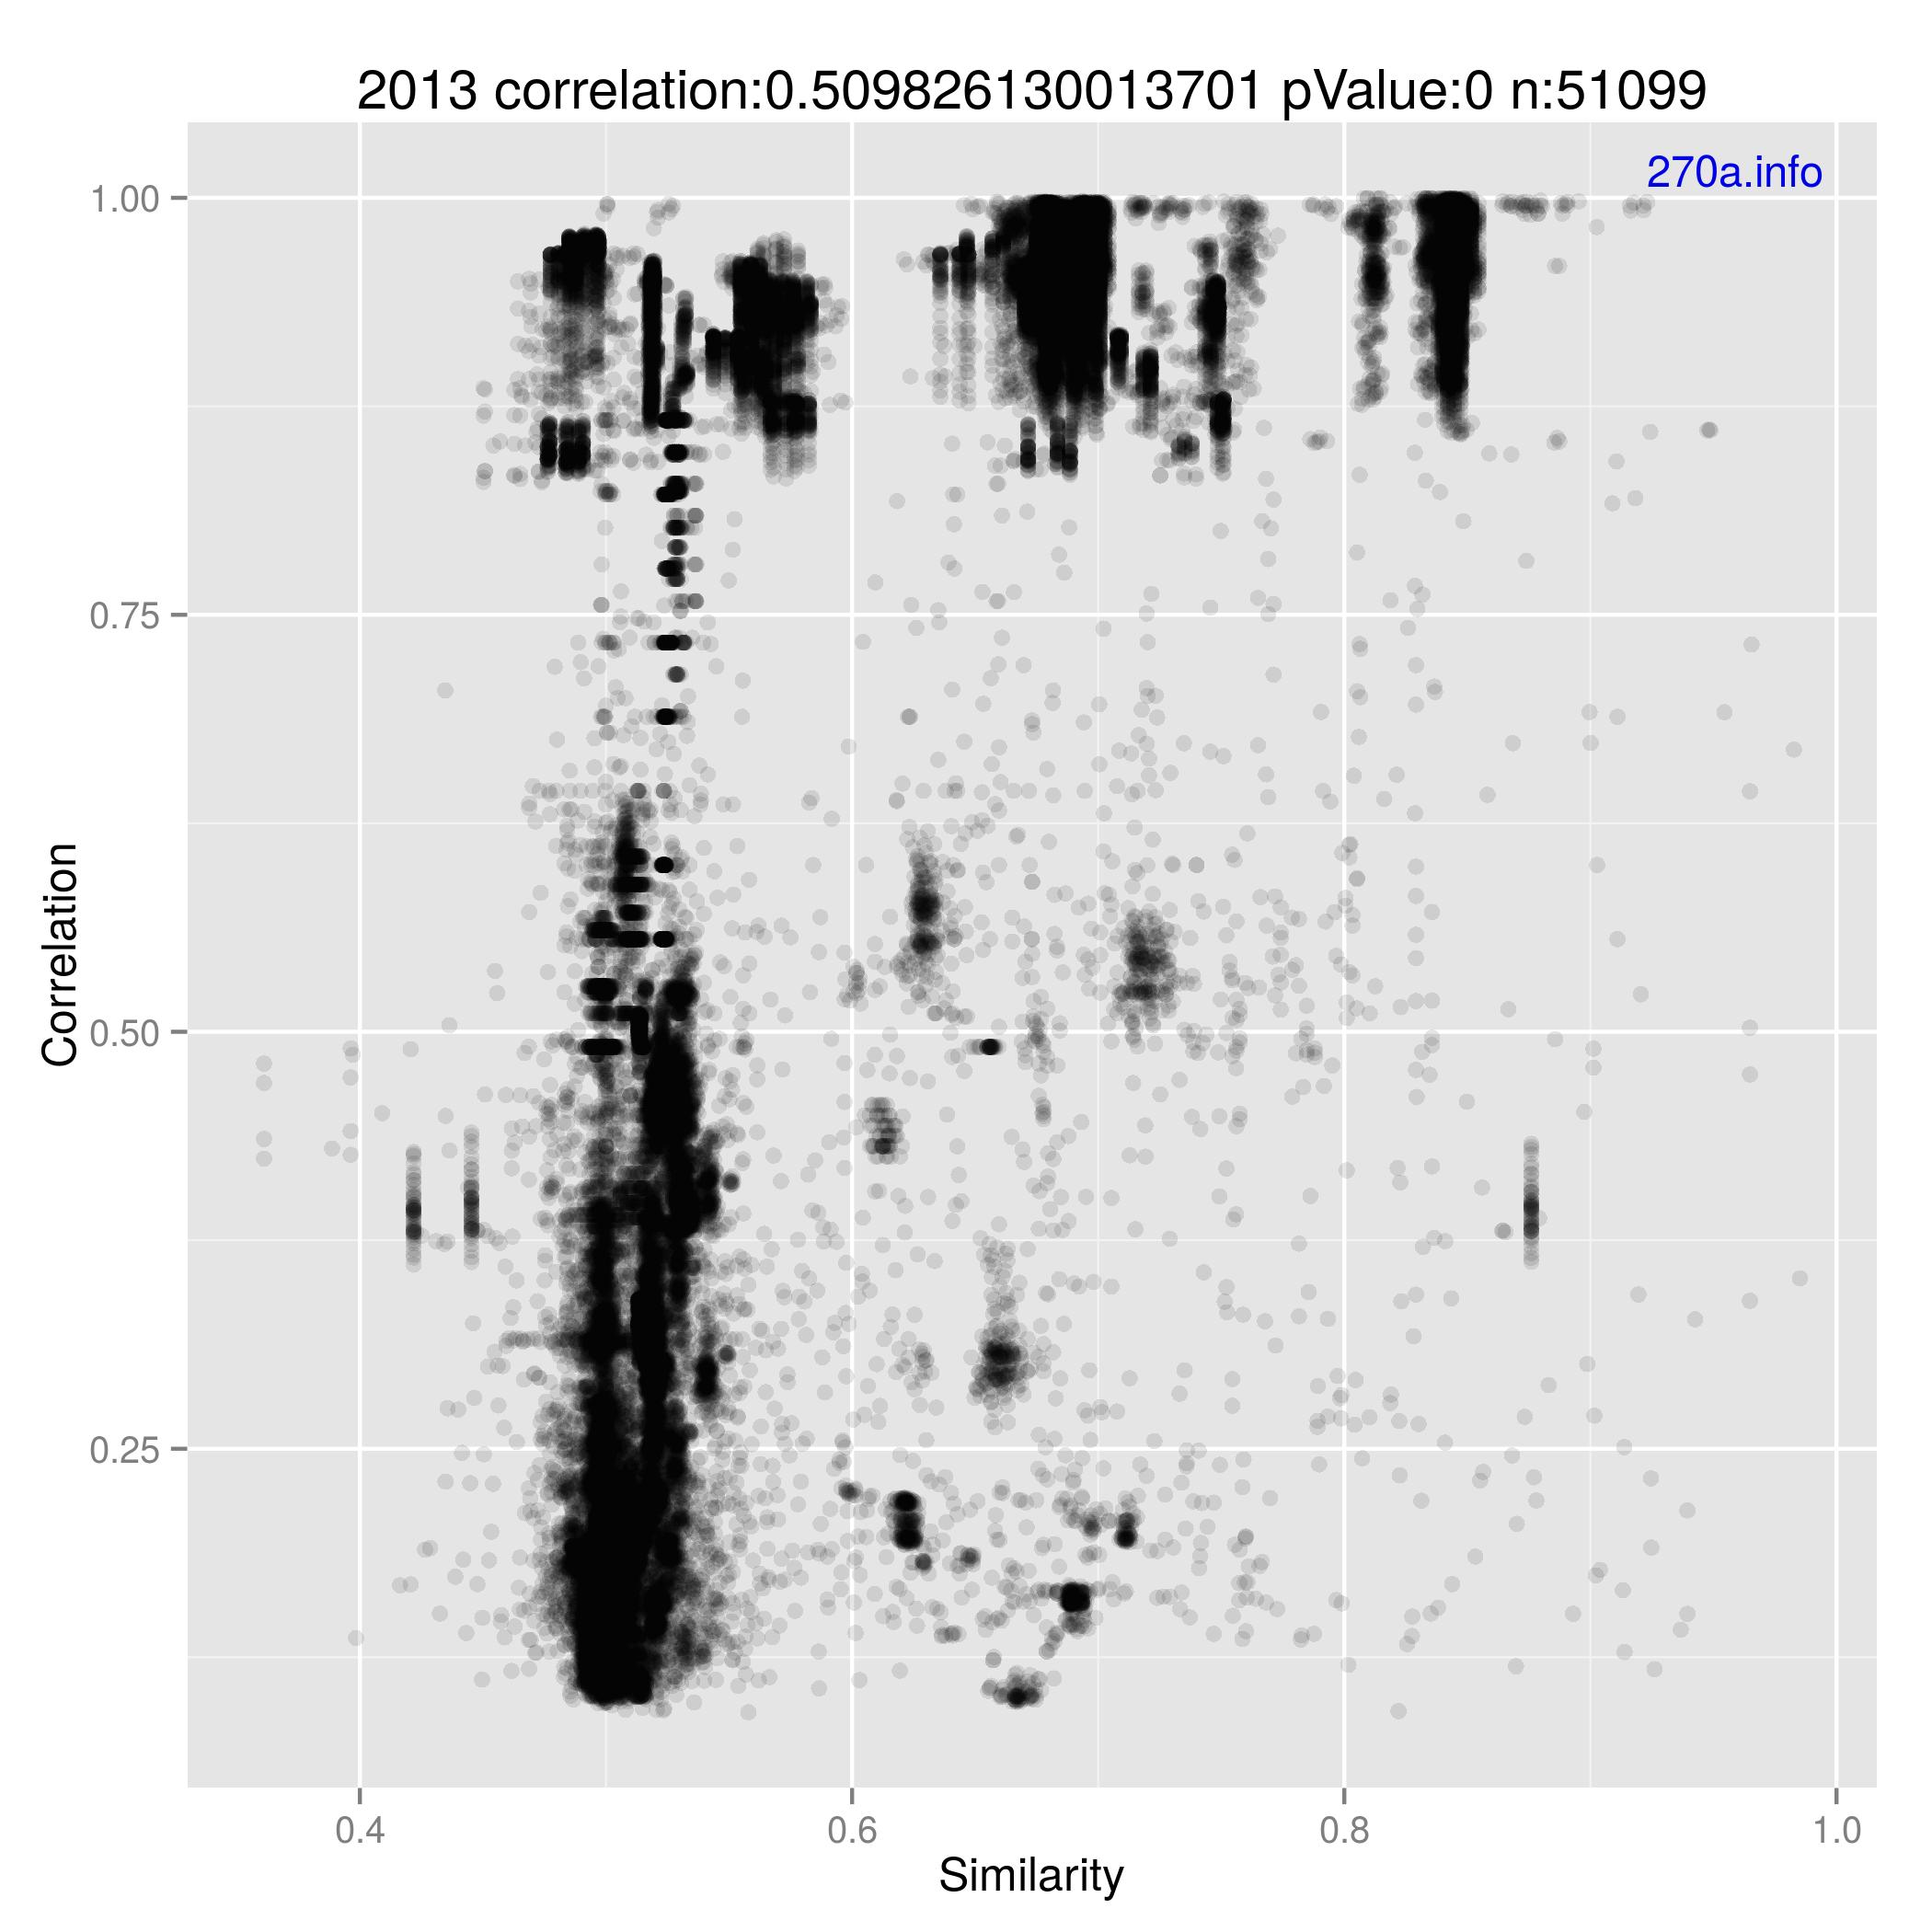 2013 correlation:0.509826130013701 pValue:0 n:51099
270a.info
1.00
0.75
0.50
0.25
Correlation
0.4 0.6 0.8 1.0
Similarity